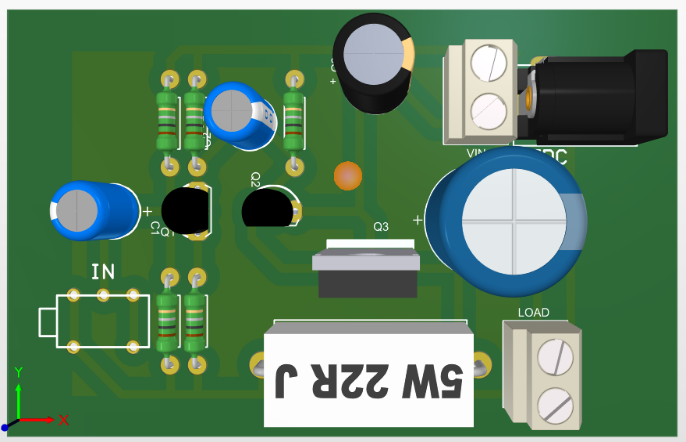 +
VIN
DC
Q2
+
C1
Q1
+
Q3
IN
LOAD
5W 22R J
Y
X